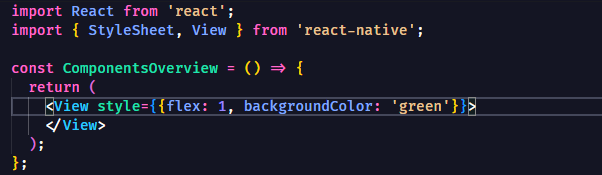 import React from 'react';
import { StyleSheet, View } from 'react-native';
const ComponentsOverview = () => {
return (
<View style={{flex: 1, backgroundColor: 'green'}}>
</View>
);
};